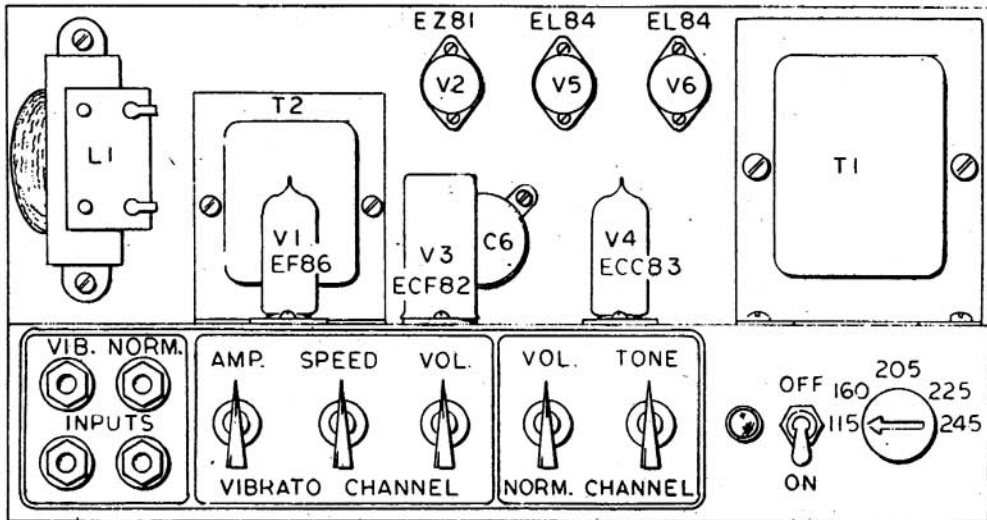 EZ81 EL84 EL84
V2 V5 V6
T2
L1
T1
V1
EF86
V3
ECF82
C6
V4
ECC83
VIB. NORM.
INPUTS
AMP. SPEED VOL.
VIBRATO CHANNEL
VOL. TONE
NORM. CHANNEL
OFF
ON
205
160 225
115 245